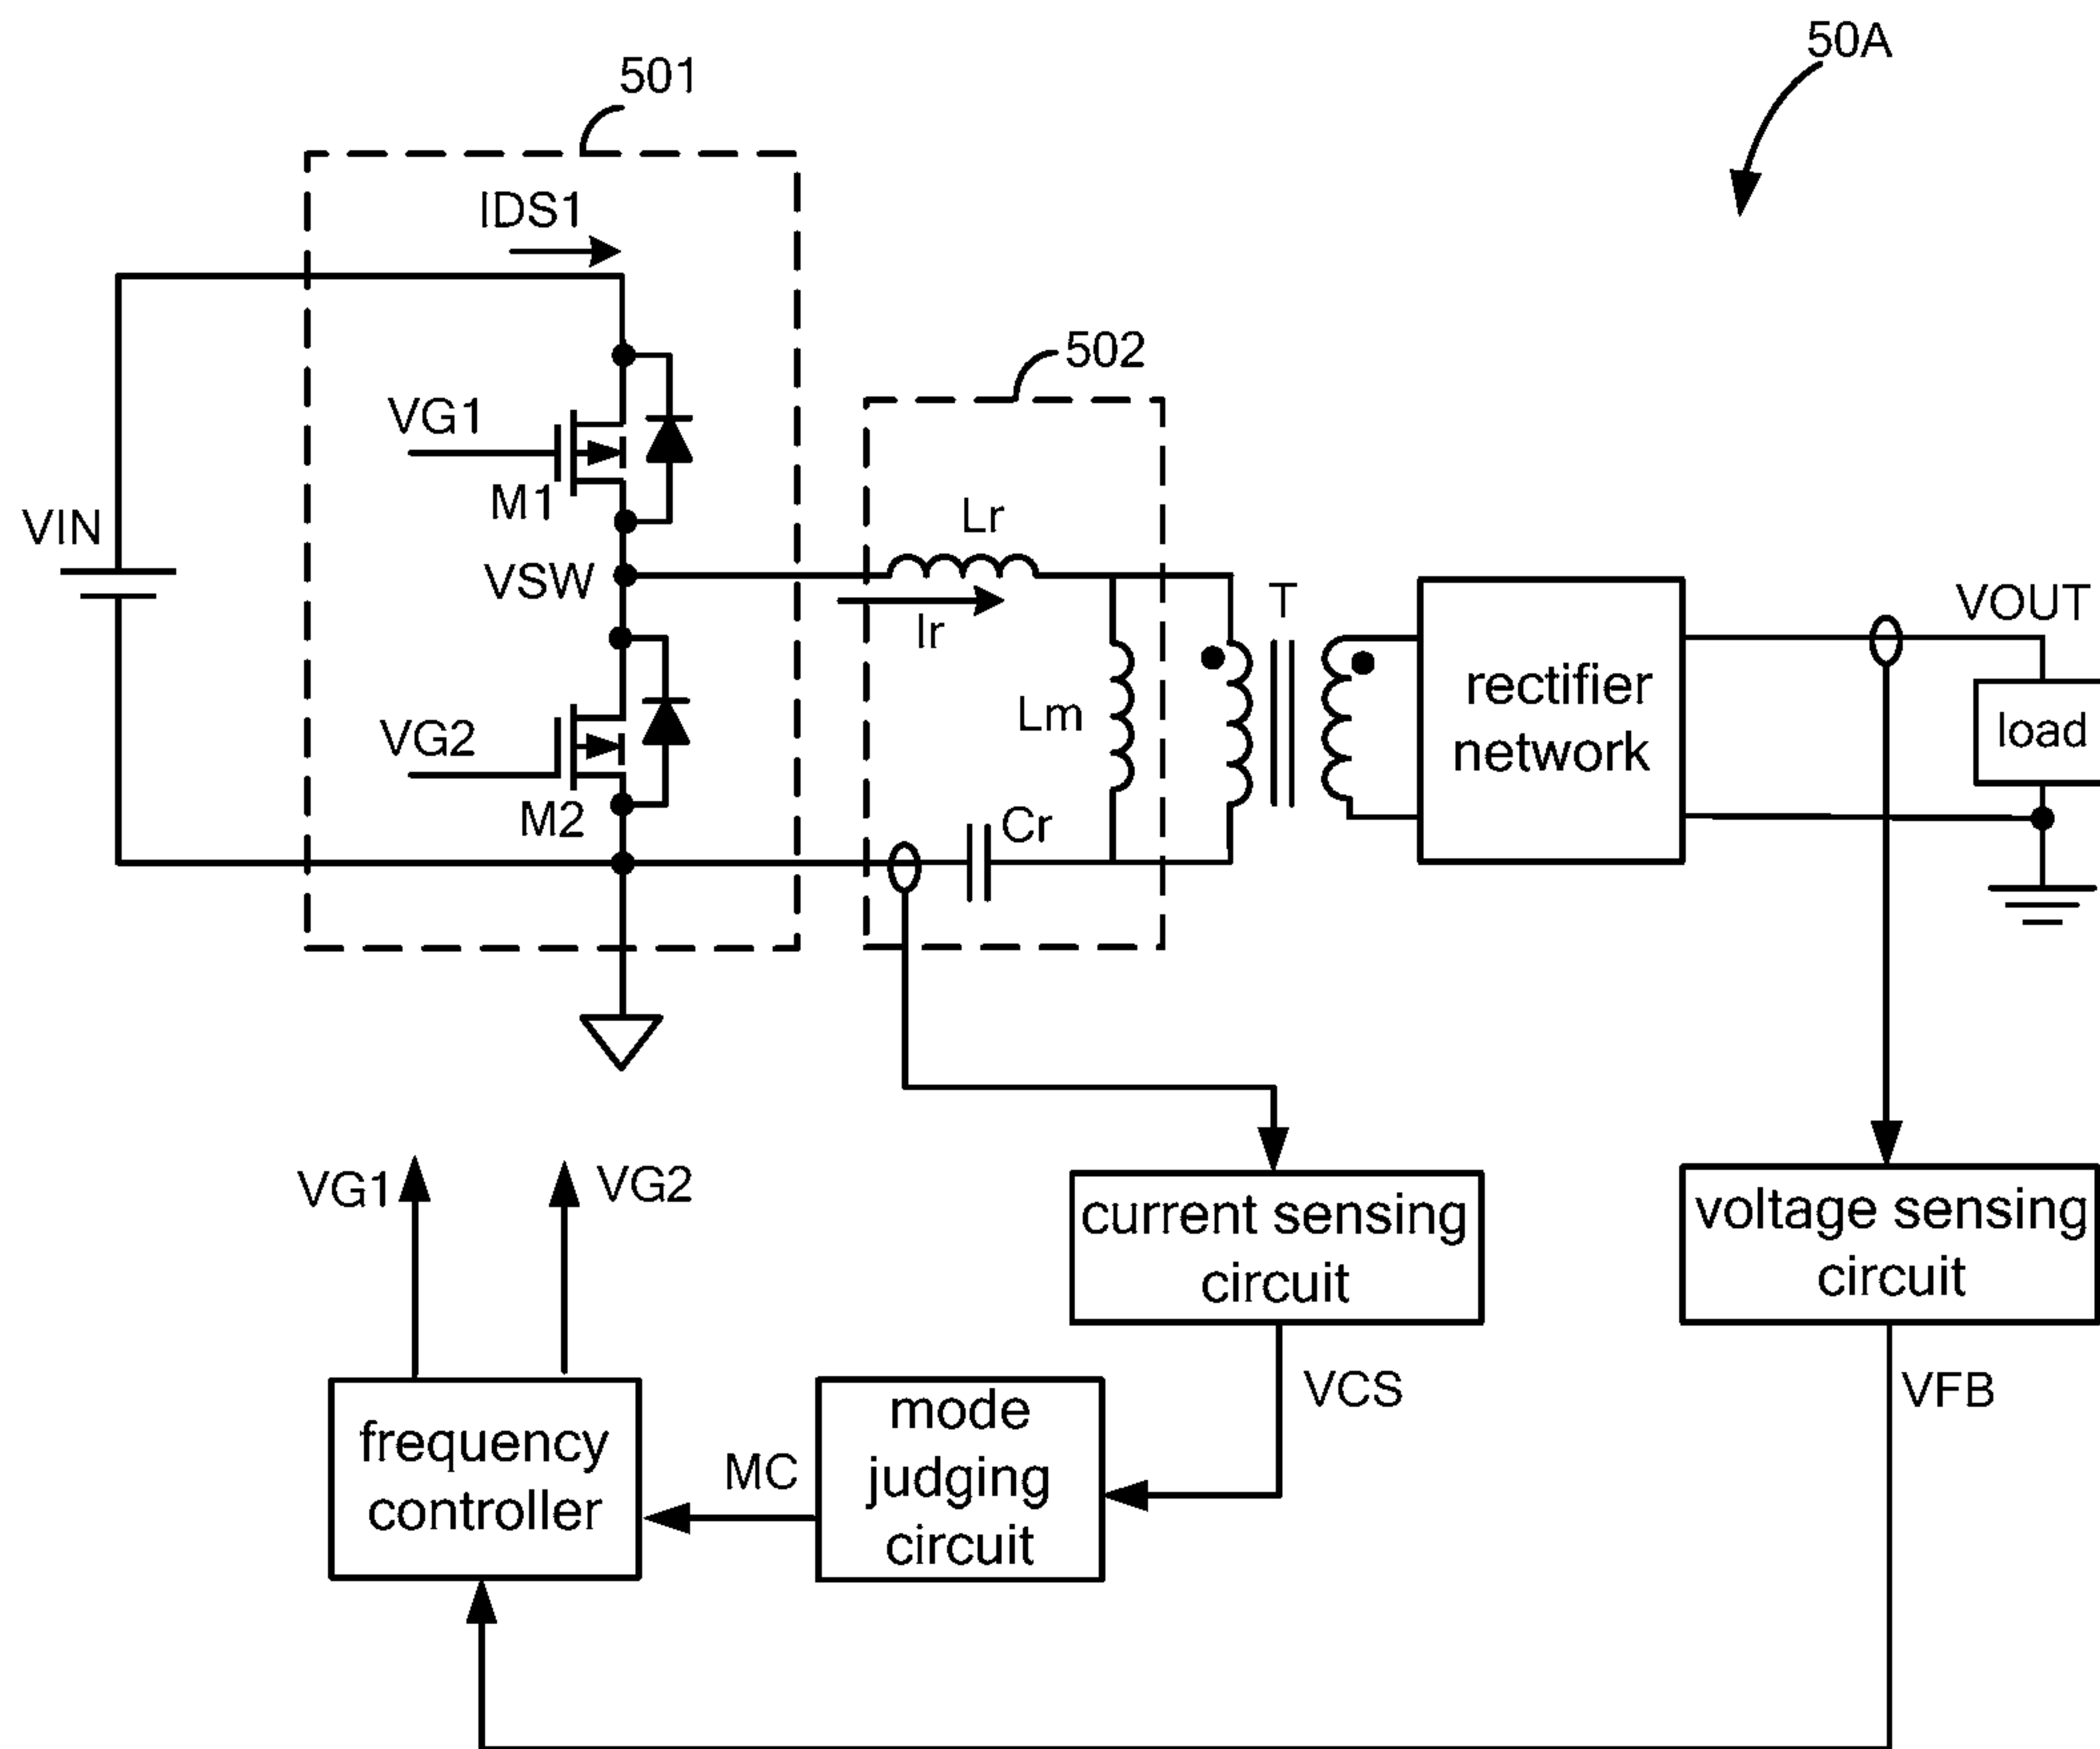 50A
501
IDS1
502
VG1
M1
VIN
Lr
VSW
Ir
T
VOUT
rectifier
network
load
Lm
VG2
M2
Cr
VG1
VG2
current sensing
circuit
voltage sensing
circuit
VCS
VFB
mode
judging
circuit
MC
frequency
controller